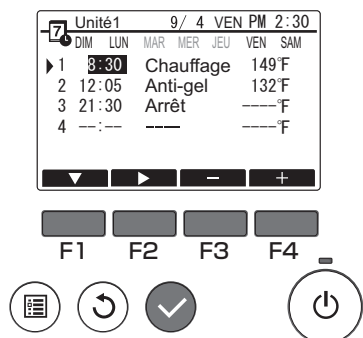 7 Unité1 9/ 4 VEN PM 2:30
DIM LUN MAR MER JEU VEN SAM
1 8:30 Chauffage 149°F
2 12:05 Anti-gel 132°F
3 21:30 Arrêt ----°F
4 --:-- ---- ----°F
− +
F1 F2 F3 F4